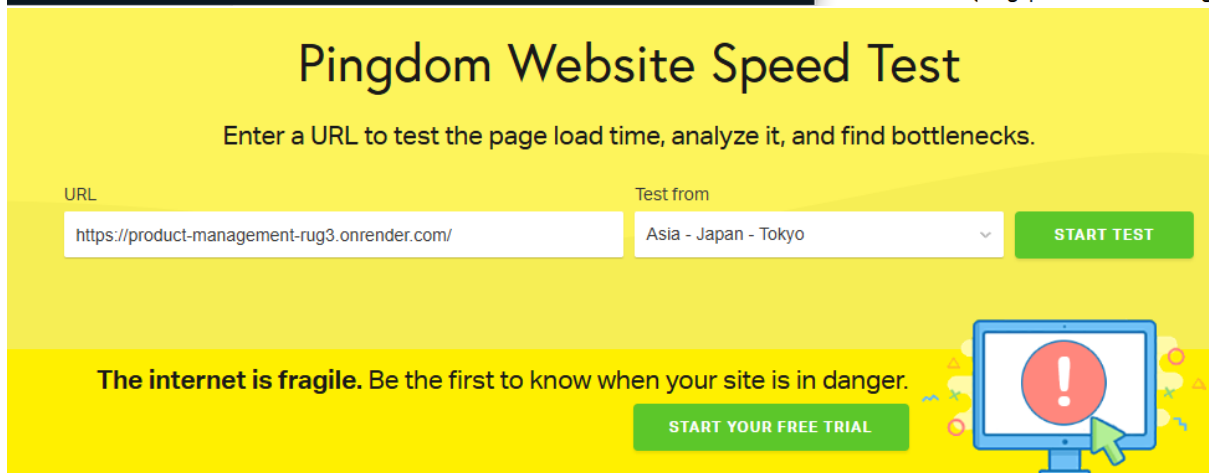 Pingdom Website Speed Test
Enter a URL to test the page load time, analyze it, and find bottlenecks.
URL
Test from
https://product-management-rug3.onrender.com/
Asia - Japan - Tokyo
START TEST
The internet is fragile. Be the first to know when your site is in danger.
START YOUR FREE TRIAL